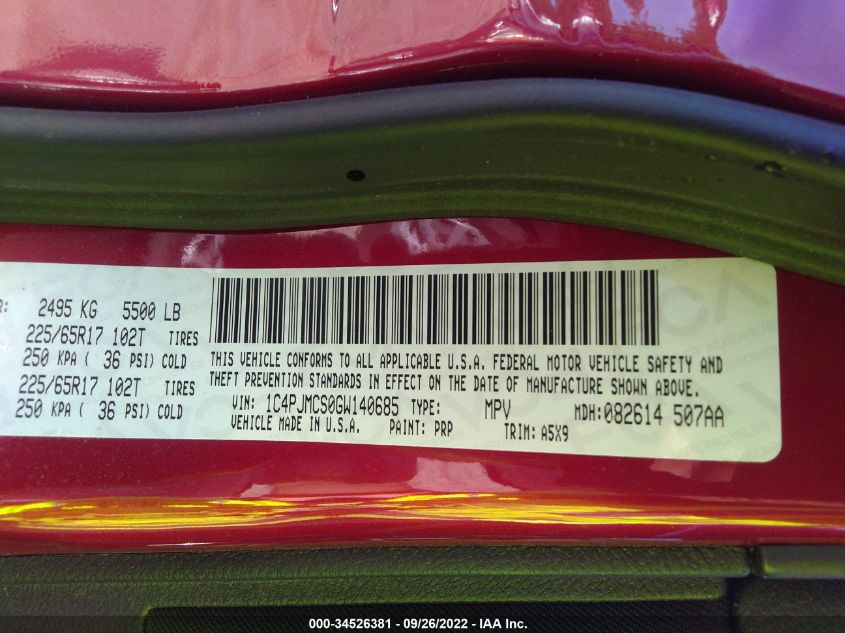 R: 2495 KG 5500 LB
225/65R17 102T TIRES
250 KPA ( 36 PSI) COLD
225/65R17 102T TIRES
250 KPA ( 36 PSI) COLD
THIS VEHICLE CONFORMS TO ALL APPLICABLE U.S.A. FEDERAL MOTOR VEHICLE SAFETY AND
THEFT PREVENTION STANDARDS IN EFFECT ON THE DATE OF MANUFACTURE SHOWN ABOVE.
VIN: 1C4PJMCS0GW140685 TYPE: MPV MDH:082614 507AA
VEHICLE MADE IN U.S.A. PAINT: PRP TRIM: A5X9
000-34526381 - 09/26/2022 - IAA Inc.